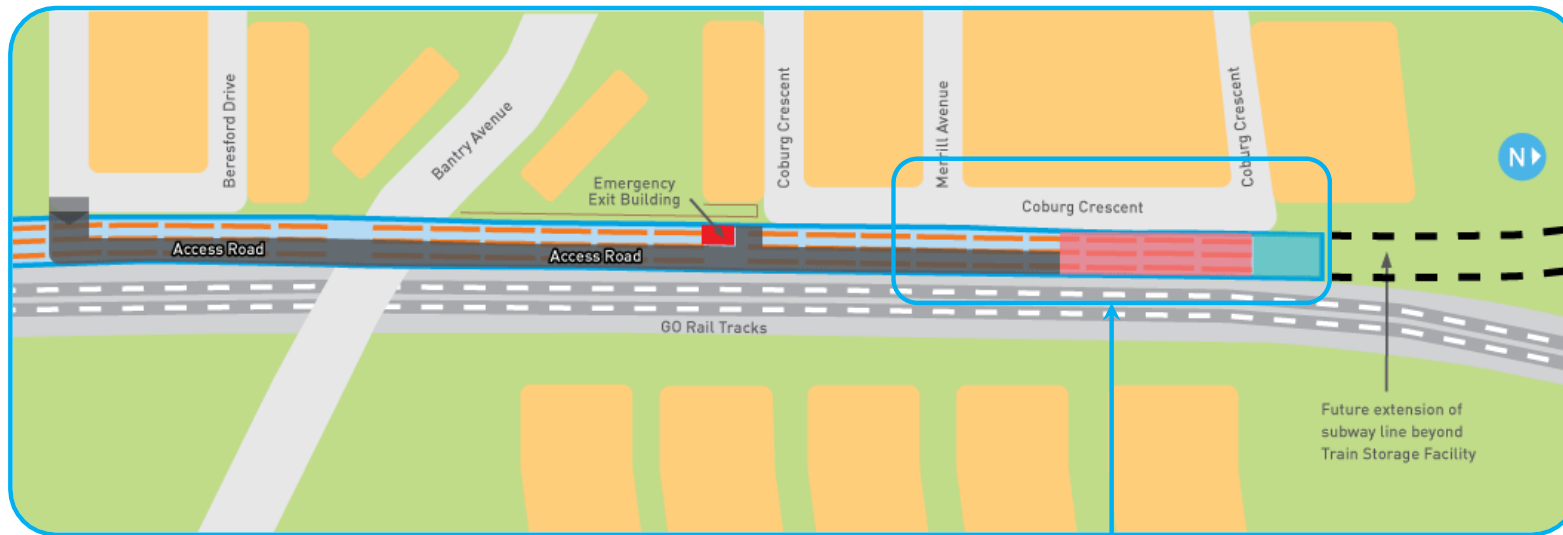 Beresford Drive
Bantry Avenue
Emergency
Exit Building
Coburg Crescent
Merrill Avenue
Coburg Crescent
N
Coburg Crescent
Access Road
Access Road
GO Rail Tracks
Future extension of
subway line beyond
Train Storage Facility